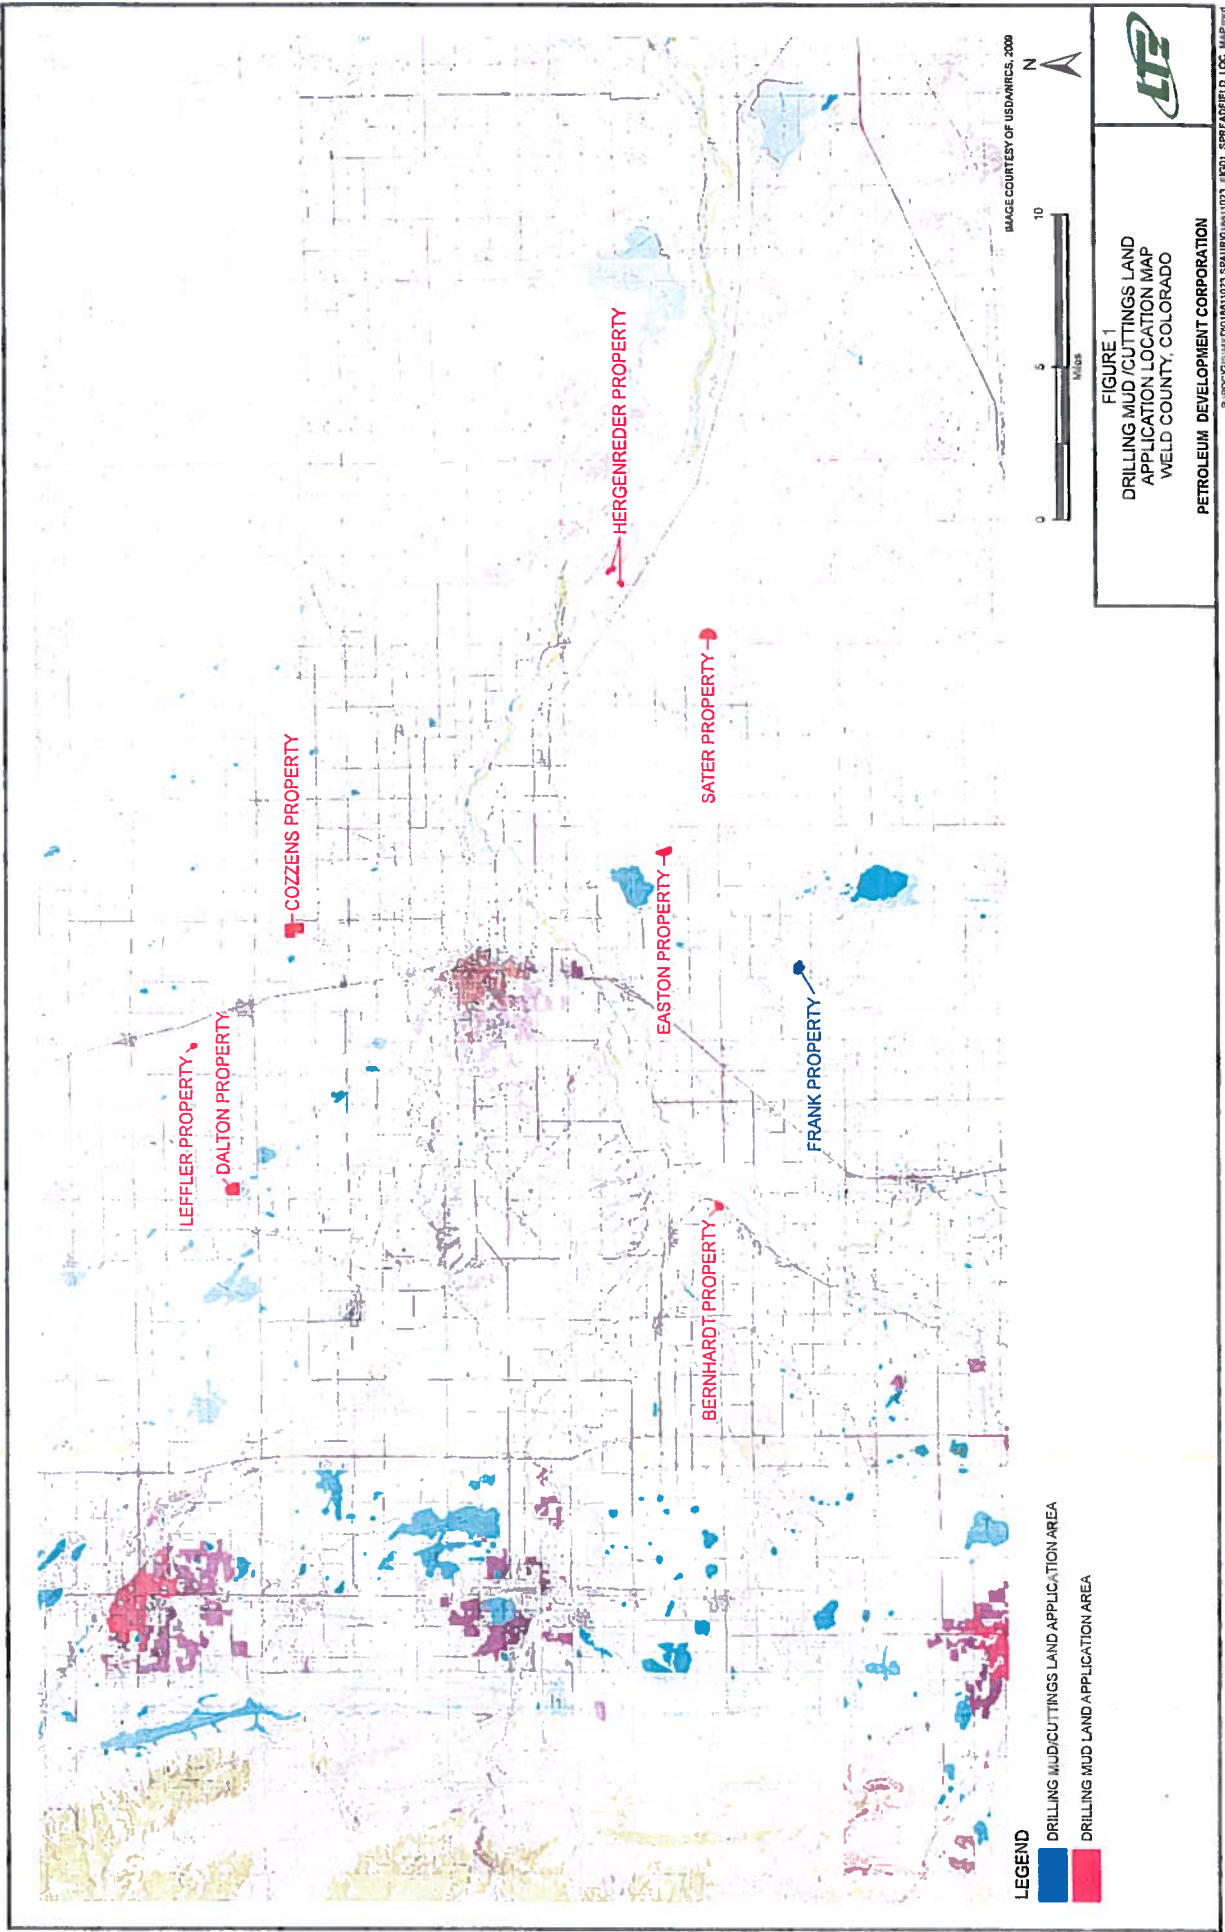 LEFFLER PROPERTY
DALTON PROPERTY
COZZENS PROPERTY
HERGENREDER PROPERTY
SATER PROPERTY
EASTON PROPERTY
FRANK PROPERTY
BERNHARDT PROPERTY
IMAGE COURTESY OF USDA/NRCS, 2009
N
0 5 10
Miles
LEGEND
DRILLING MUD/CUTTINGS LAND APPLICATION AREA
DRILLING MUD LAND APPLICATION AREA
FIGURE 1
DRILLING MUD /CUTTINGS LAND
APPLICATION LOCATION MAP
WELD COUNTY, COLORADO
PETROLEUM DEVELOPMENT CORPORATION
LTE